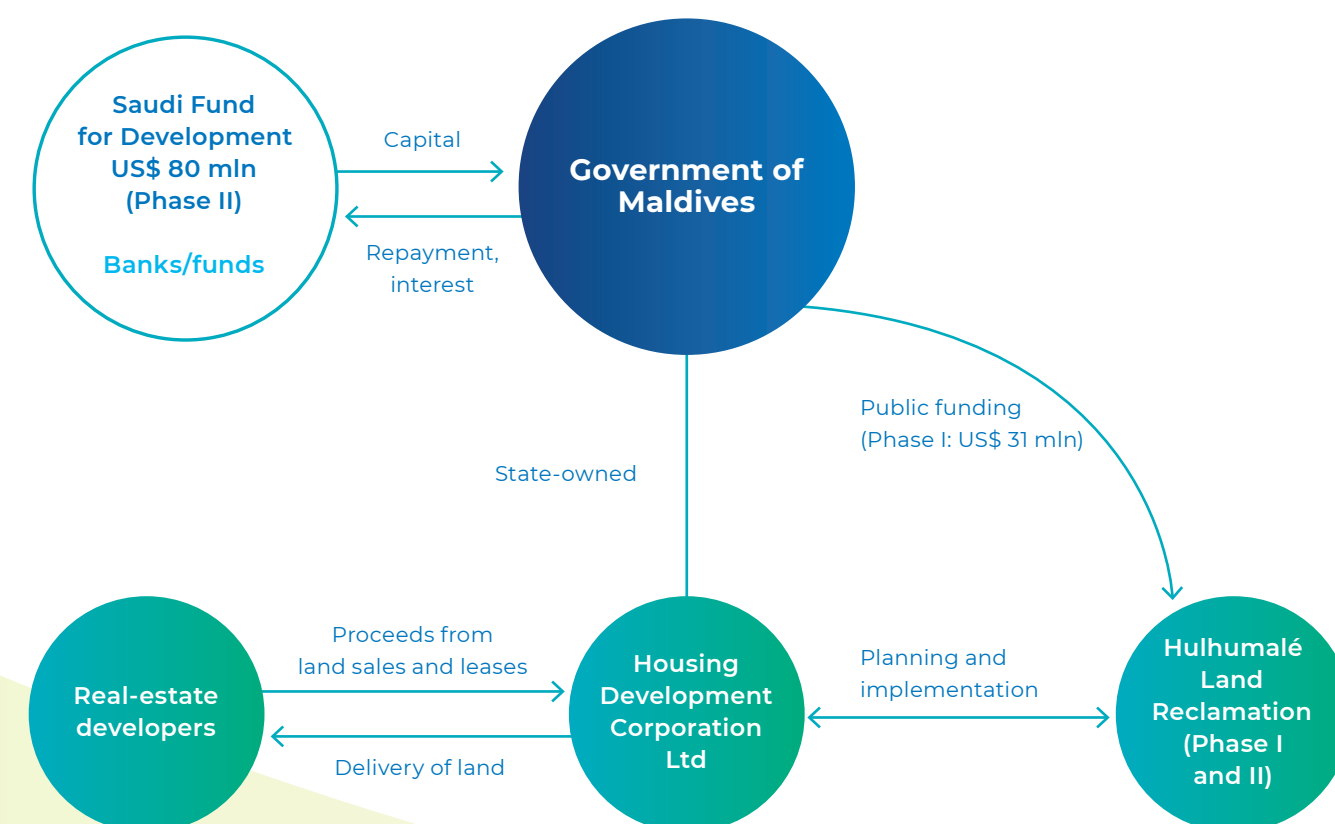 Saudi Fund
for Development
US$ 80 mln
(Phase II)
Banks/funds
Capital
Repayment,
interest
Government of
Maldives
Public funding
(Phase I: US$ 31 mln)
State-owned
Real-estate
developers
Proceeds from
land sales and leases
Delivery of land
Housing
Development
Corporation
Ltd
Planning and
implementation
Hulhumalé
Land
Reclamation
(Phase I
and II)